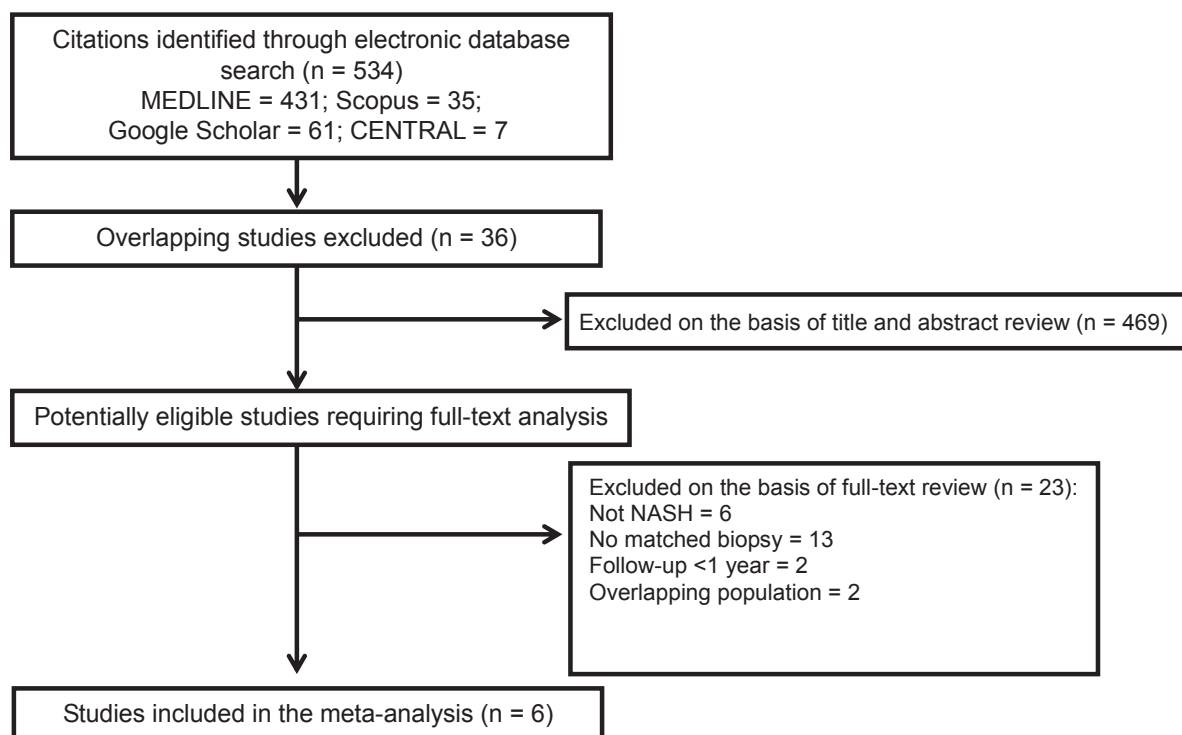 Citations identified through electronic database
search (n = 534)
MEDLINE = 431; Scopus = 35;
Google Scholar = 61; CENTRAL = 7
Overlapping studies excluded (n = 36)
Excluded on the basis of title and abstract review (n = 469)
Potentially eligible studies requiring full-text analysis
Excluded on the basis of full-text review (n = 23):
Not NASH = 6
No matched biopsy = 13
Follow-up <1 year = 2
Overlapping population = 2
Studies included in the meta-analysis (n = 6)